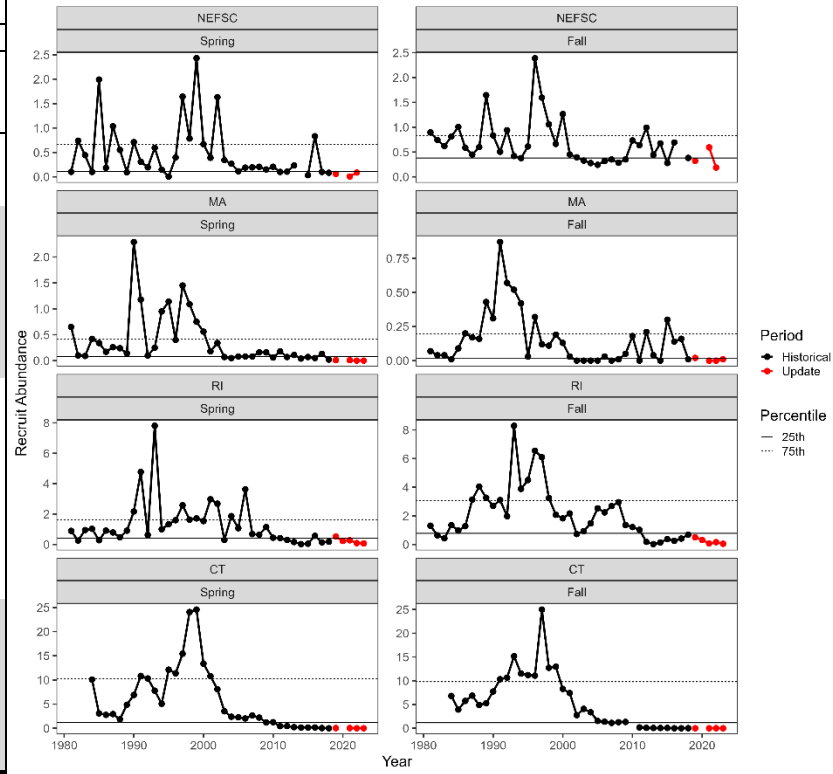 NEFSC
NEFSC
Spring
Fall
2.5
2.0
1.5
1.0
0.5
0.0
2.5
2.0
1.5
1.0
0.5
0.0
MA
MA
Spring
Fall
2.0
1.5
1.0
0.5
0.0
0.75
0.50
0.25
0.00
RI
RI
Spring
Fall
8
6
4
2
0
8
6
4
2
0
CT
CT
Spring
Fall
25
20
15
10
5
0
25
20
15
10
5
0
1980 1990 2000 2010 2020
1980 1990 2000 2010 2020
Year
Recruit Abundance
Period
Historical
Update
Percentile
25th
75th